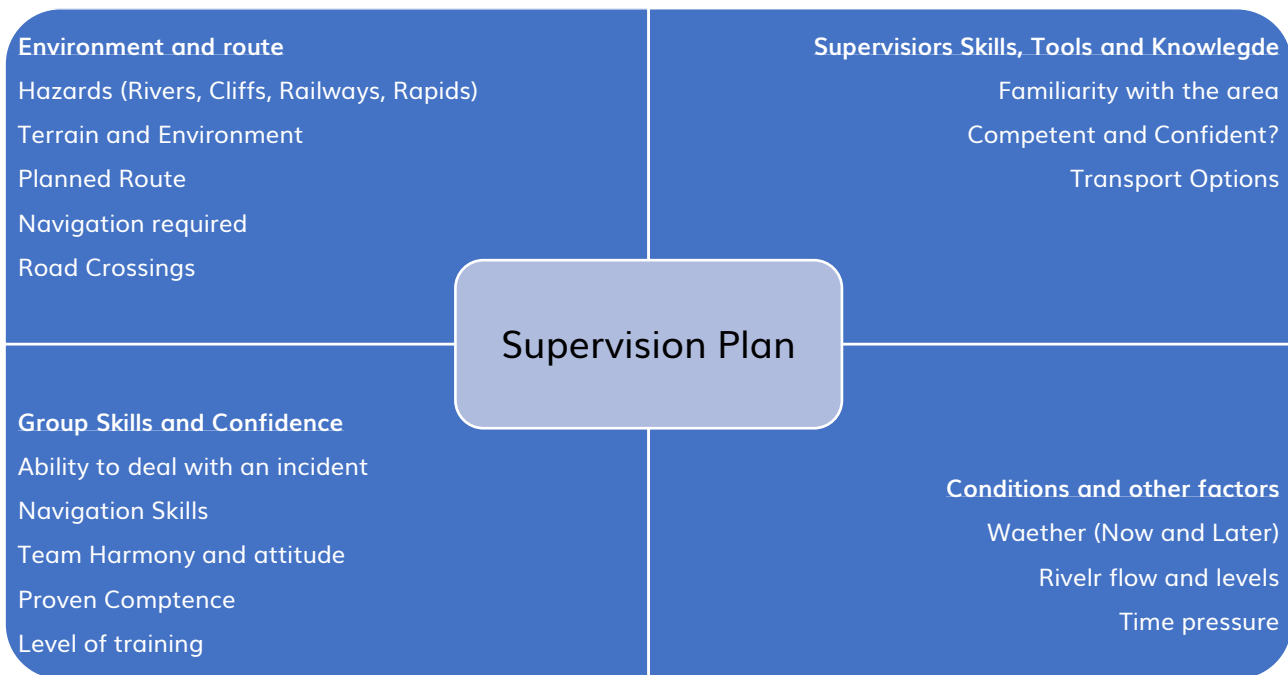 Environment and route
Hazards (Rivers, Cliffs, Railways, Rapids)
Terrain and Environment
Planned Route
Navigation required
Road Crossings
Supervisiors Skills, Tools and Knowlegde
Familiarity with the area
Competent and Confident?
Transport Options
Supervision Plan
Group Skills and Confidence
Ability to deal with an incident
Navigation Skills
Team Harmony and attitude
Proven Comptence
Level of training
Conditions and other factors
Waether (Now and Later)
Rivelr flow and levels
Time pressure